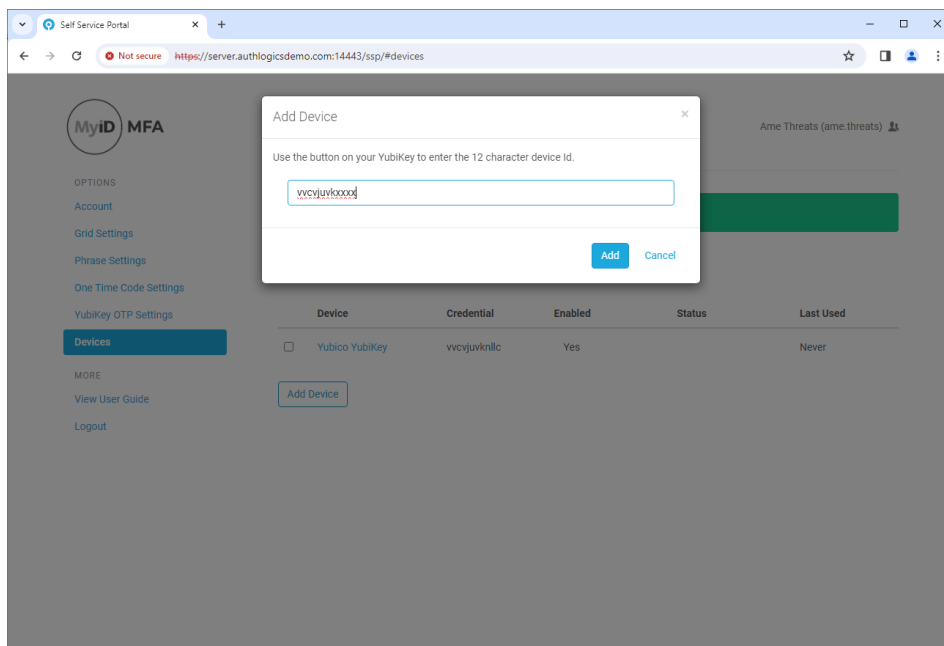 Self Service Portal
Not secure https://server.authlogicsdemo.com:14443/ssp/#devices
MyiD MFA
Ame Threats (ame.threats)
Add Device
Use the button on your YubiKey to enter the 12 character device Id.
vvcvjuvkxxxx
Add Cancel
OPTIONS
Account
Grid Settings
Phrase Settings
One Time Code Settings
YubiKey OTP Settings
Devices
MORE
View User Guide
Logout
Device Credential Enabled Status Last Used
Yubico YubiKey vvcvjuvknllc Yes Never
Add Device